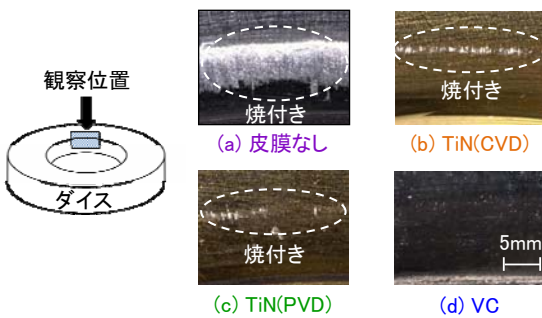 観察位置
ダイス
焼付き
(a) 皮膜なし
焼付き
(b) TiN(CVD)
焼付き
(c) TiN(PVD)
5mm
(d) VC